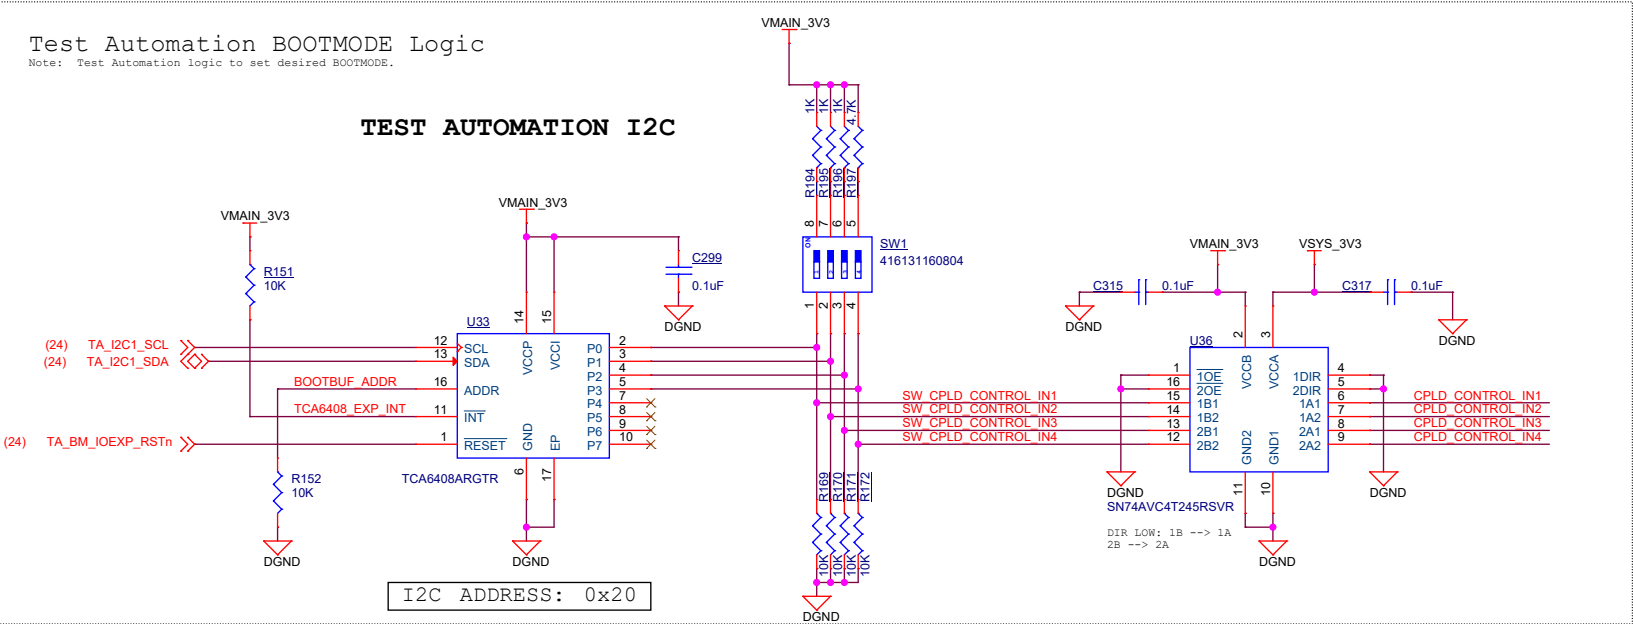 VMAIN_3V3
Test Automation BOOTMODE Logic
Note: Test Automation logic to set desired BOOTMODE.
TEST AUTOMATION I2C
1K
1K
1K
4.7K
R194
R195
R196
R197
8
7
6
5
ON
1
2
3
4
SW1
416131160804
1
2
3
4
VMAIN_3V3
R151
10K
VMAIN_3V3
C299
0.1uF
DGND
U33
14
15
VCCP
VCCI
(24) TA_I2C1_SCL
12
SCL
(24) TA_I2C1_SDA
13
SDA
BOOTBUF_ADDR
16
ADDR
TCA6408_EXP_INT
11
INT
(24) TA_BM_IOEXP_RSTn
1
RESET
GND
EP
6
17
P0
2
P1
3
P2
4
P3
5
P4
7
P5
8
P6
9
P7
10
TCA6408ARGTR
R152
10K
DGND
DGND
I2C ADDRESS: 0x20
R169
R170
R171
R172
10K
10K
10K
10K
DGND
SW_CPLD_CONTROL_IN1
SW_CPLD_CONTROL_IN2
SW_CPLD_CONTROL_IN3
SW_CPLD_CONTROL_IN4
VMAIN_3V3
VSYS_3V3
C315
0.1uF
DGND
C317
0.1uF
DGND
U36
2
3
VCCB
VCCA
1
1OE
16
2OE
15
1B1
14
1B2
13
2B1
12
2B2
GND2
GND1
11
10
1DIR
4
2DIR
5
1A1
6
CPLD_CONTROL_IN1
1A2
7
CPLD_CONTROL_IN2
2A1
8
CPLD_CONTROL_IN3
2A2
9
CPLD_CONTROL_IN4
DGND
SN74AVC4T245RSVR
DGND
DIR LOW: 1B --> 1A
2B --> 2A
DGND